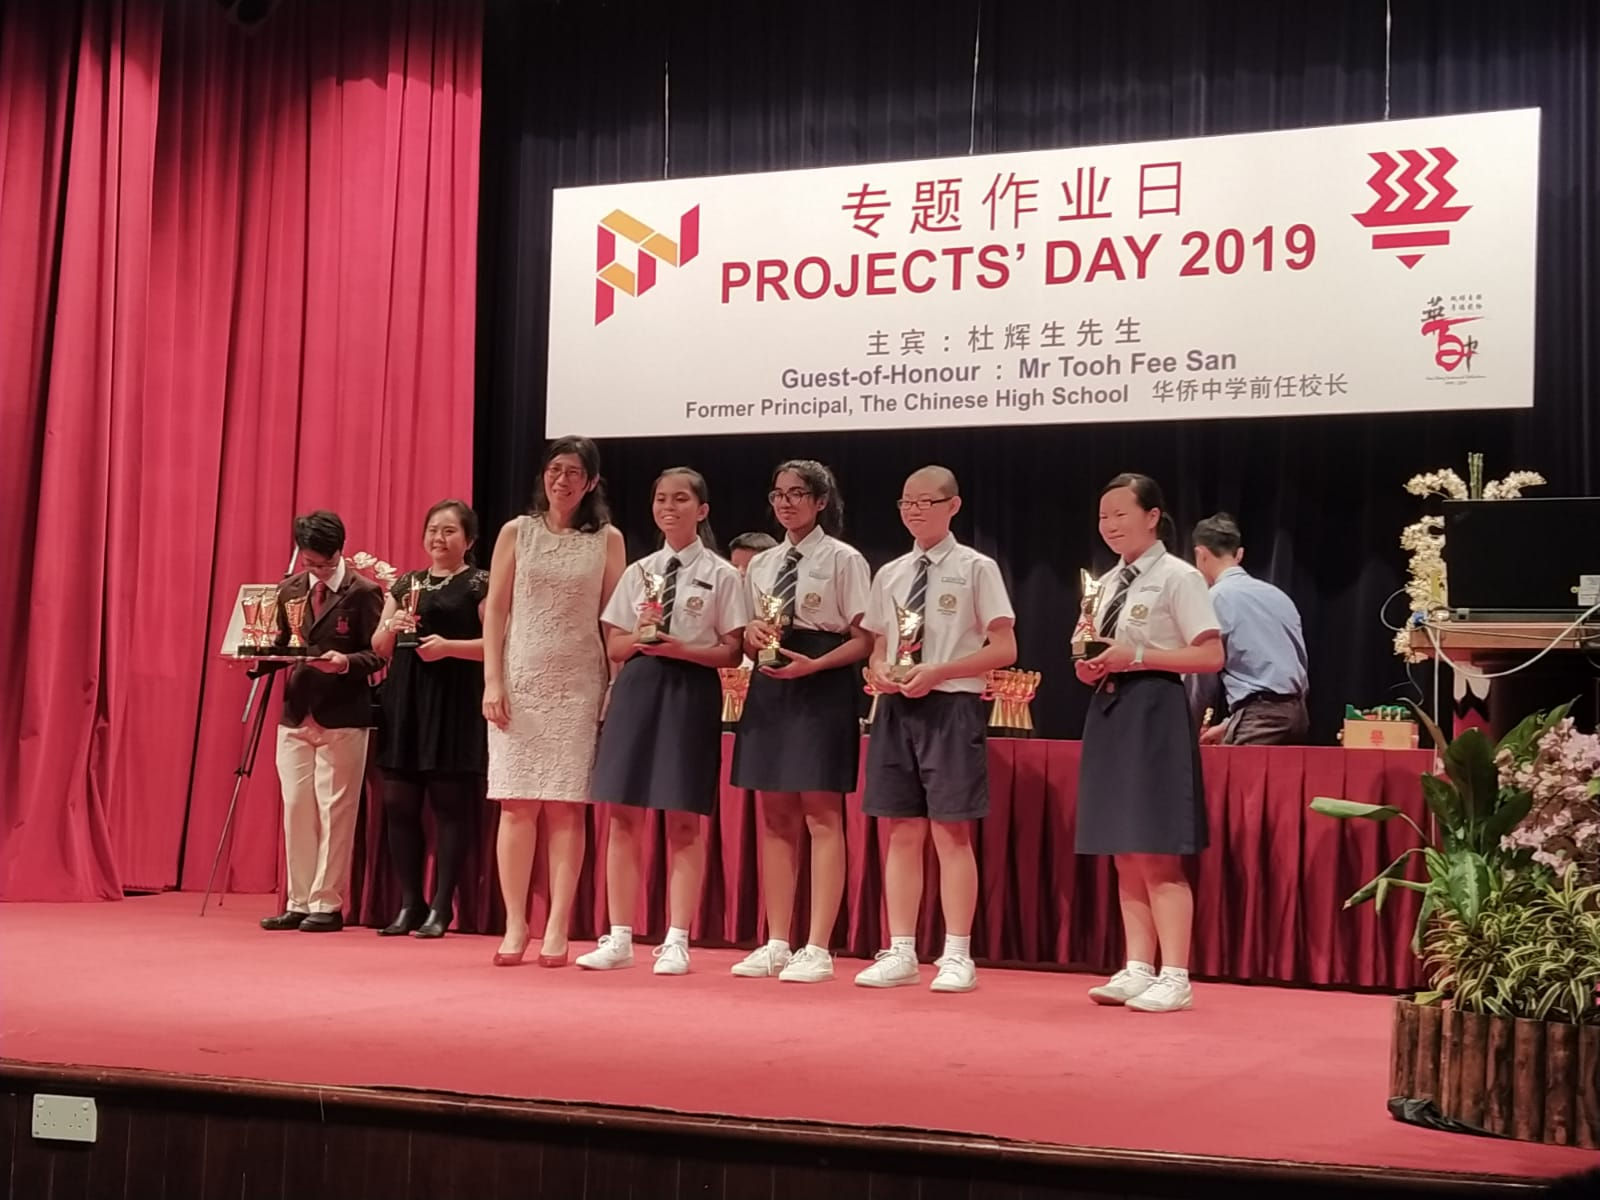 专题作业日
PROJECTS’ DAY 2019
主宾：杜辉生先生
Guest-of-Honour : Mr Tooh Fee San
Former Principal, The Chinese High School 华侨中学前任校长